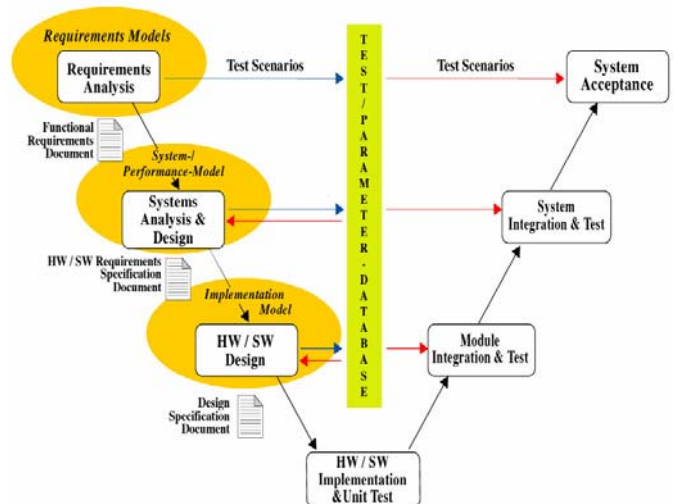 Requirements Models
Requirements
Analysis
Test Scenarios
TEST/PARAMETER-DATABASE
Test Scenarios
System
Acceptance
Functional
Requirements
Document
System-/
Performance-Model
Systems
Analysis &
Design
System
Integration & Test
HW / SW Requirements
Specification
Document
Implementation
Model
HW / SW
Design
Module
Integration & Test
Design
Specification
Document
HW / SW
Implementation
&Unit Test